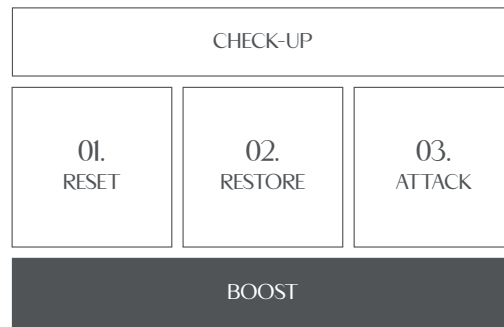 CHECK-UP
01.
RESET
02.
RESTORE
03.
ATTACK
BOOST